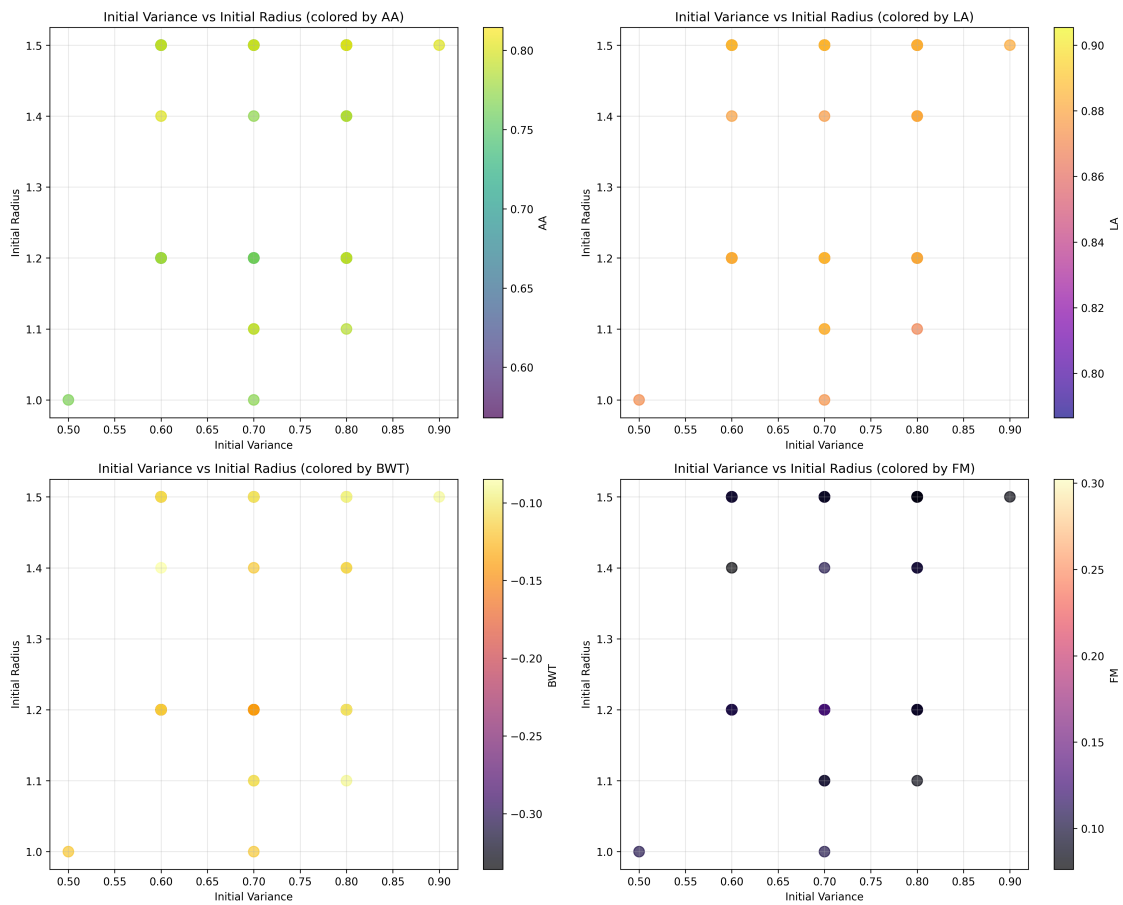 Initial Variance vs Initial Radius (colored by AA)
1.5
1.4
1.3
1.2
1.1
1.0
Initial Radius
0.50 0.55 0.60 0.65 0.70 0.75 0.80 0.85 0.90
Initial Variance
0.80
0.75
0.70
0.65
0.60
AA
Initial Variance vs Initial Radius (colored by LA)
1.5
1.4
1.3
1.2
1.1
1.0
Initial Radius
0.50 0.55 0.60 0.65 0.70 0.75 0.80 0.85 0.90
Initial Variance
0.90
0.88
0.86
0.84
0.82
0.80
LA
Initial Variance vs Initial Radius (colored by BWT)
1.5
1.4
1.3
1.2
1.1
1.0
Initial Radius
0.50 0.55 0.60 0.65 0.70 0.75 0.80 0.85 0.90
Initial Variance
−0.10
−0.15
−0.20
−0.25
−0.30
BWT
Initial Variance vs Initial Radius (colored by FM)
1.5
1.4
1.3
1.2
1.1
1.0
Initial Radius
0.50 0.55 0.60 0.65 0.70 0.75 0.80 0.85 0.90
Initial Variance
0.30
0.25
0.20
0.15
0.10
FM